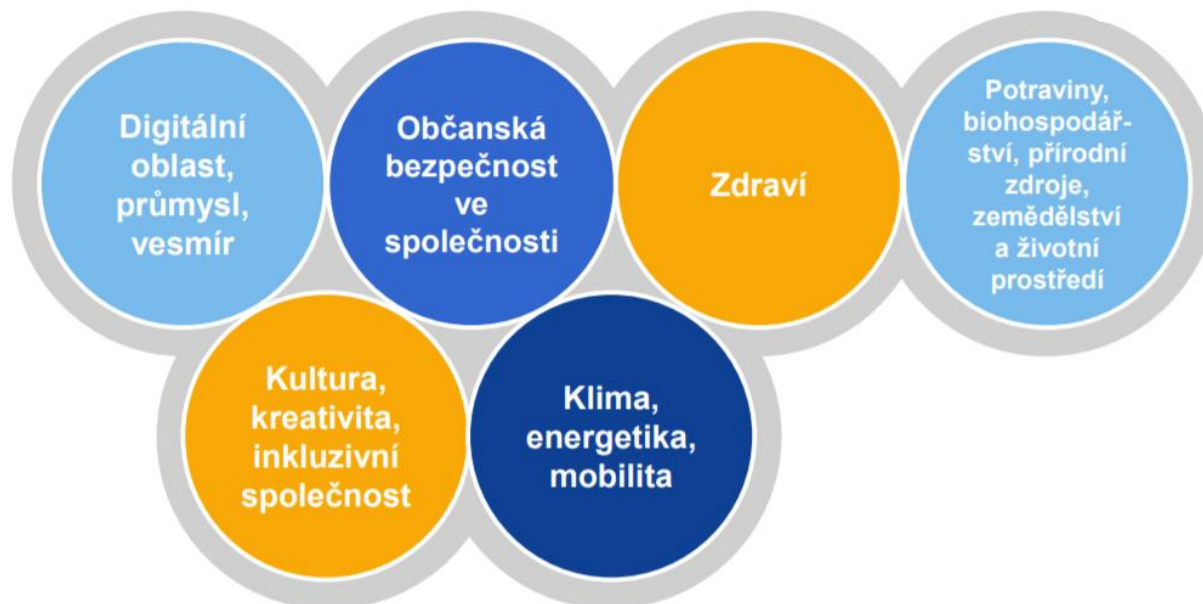 Digitální
oblast,
průmysl,
vesmír
Občanská
bezpečnost
ve
společnosti
Zdraví
Potraviny,
biohospodář-
ství, přírodní
zdroje,
zemědělství
a životní
prostředí
Kultura,
kreativita,
inkluzivní
společnost
Klima,
energetika,
mobilita